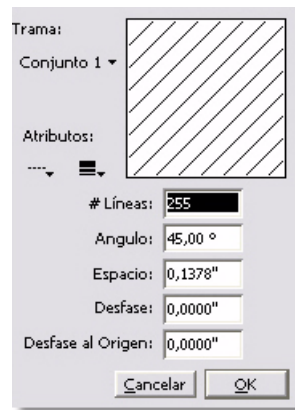 Trama:
Conjunto 1
Atributos:
# Líneas: 255
Angulo: 45,00 º
Espacio: 0,1378"
Desfase: 0,0000"
Desfase al Origen: 0,0000"
Cancelar OK